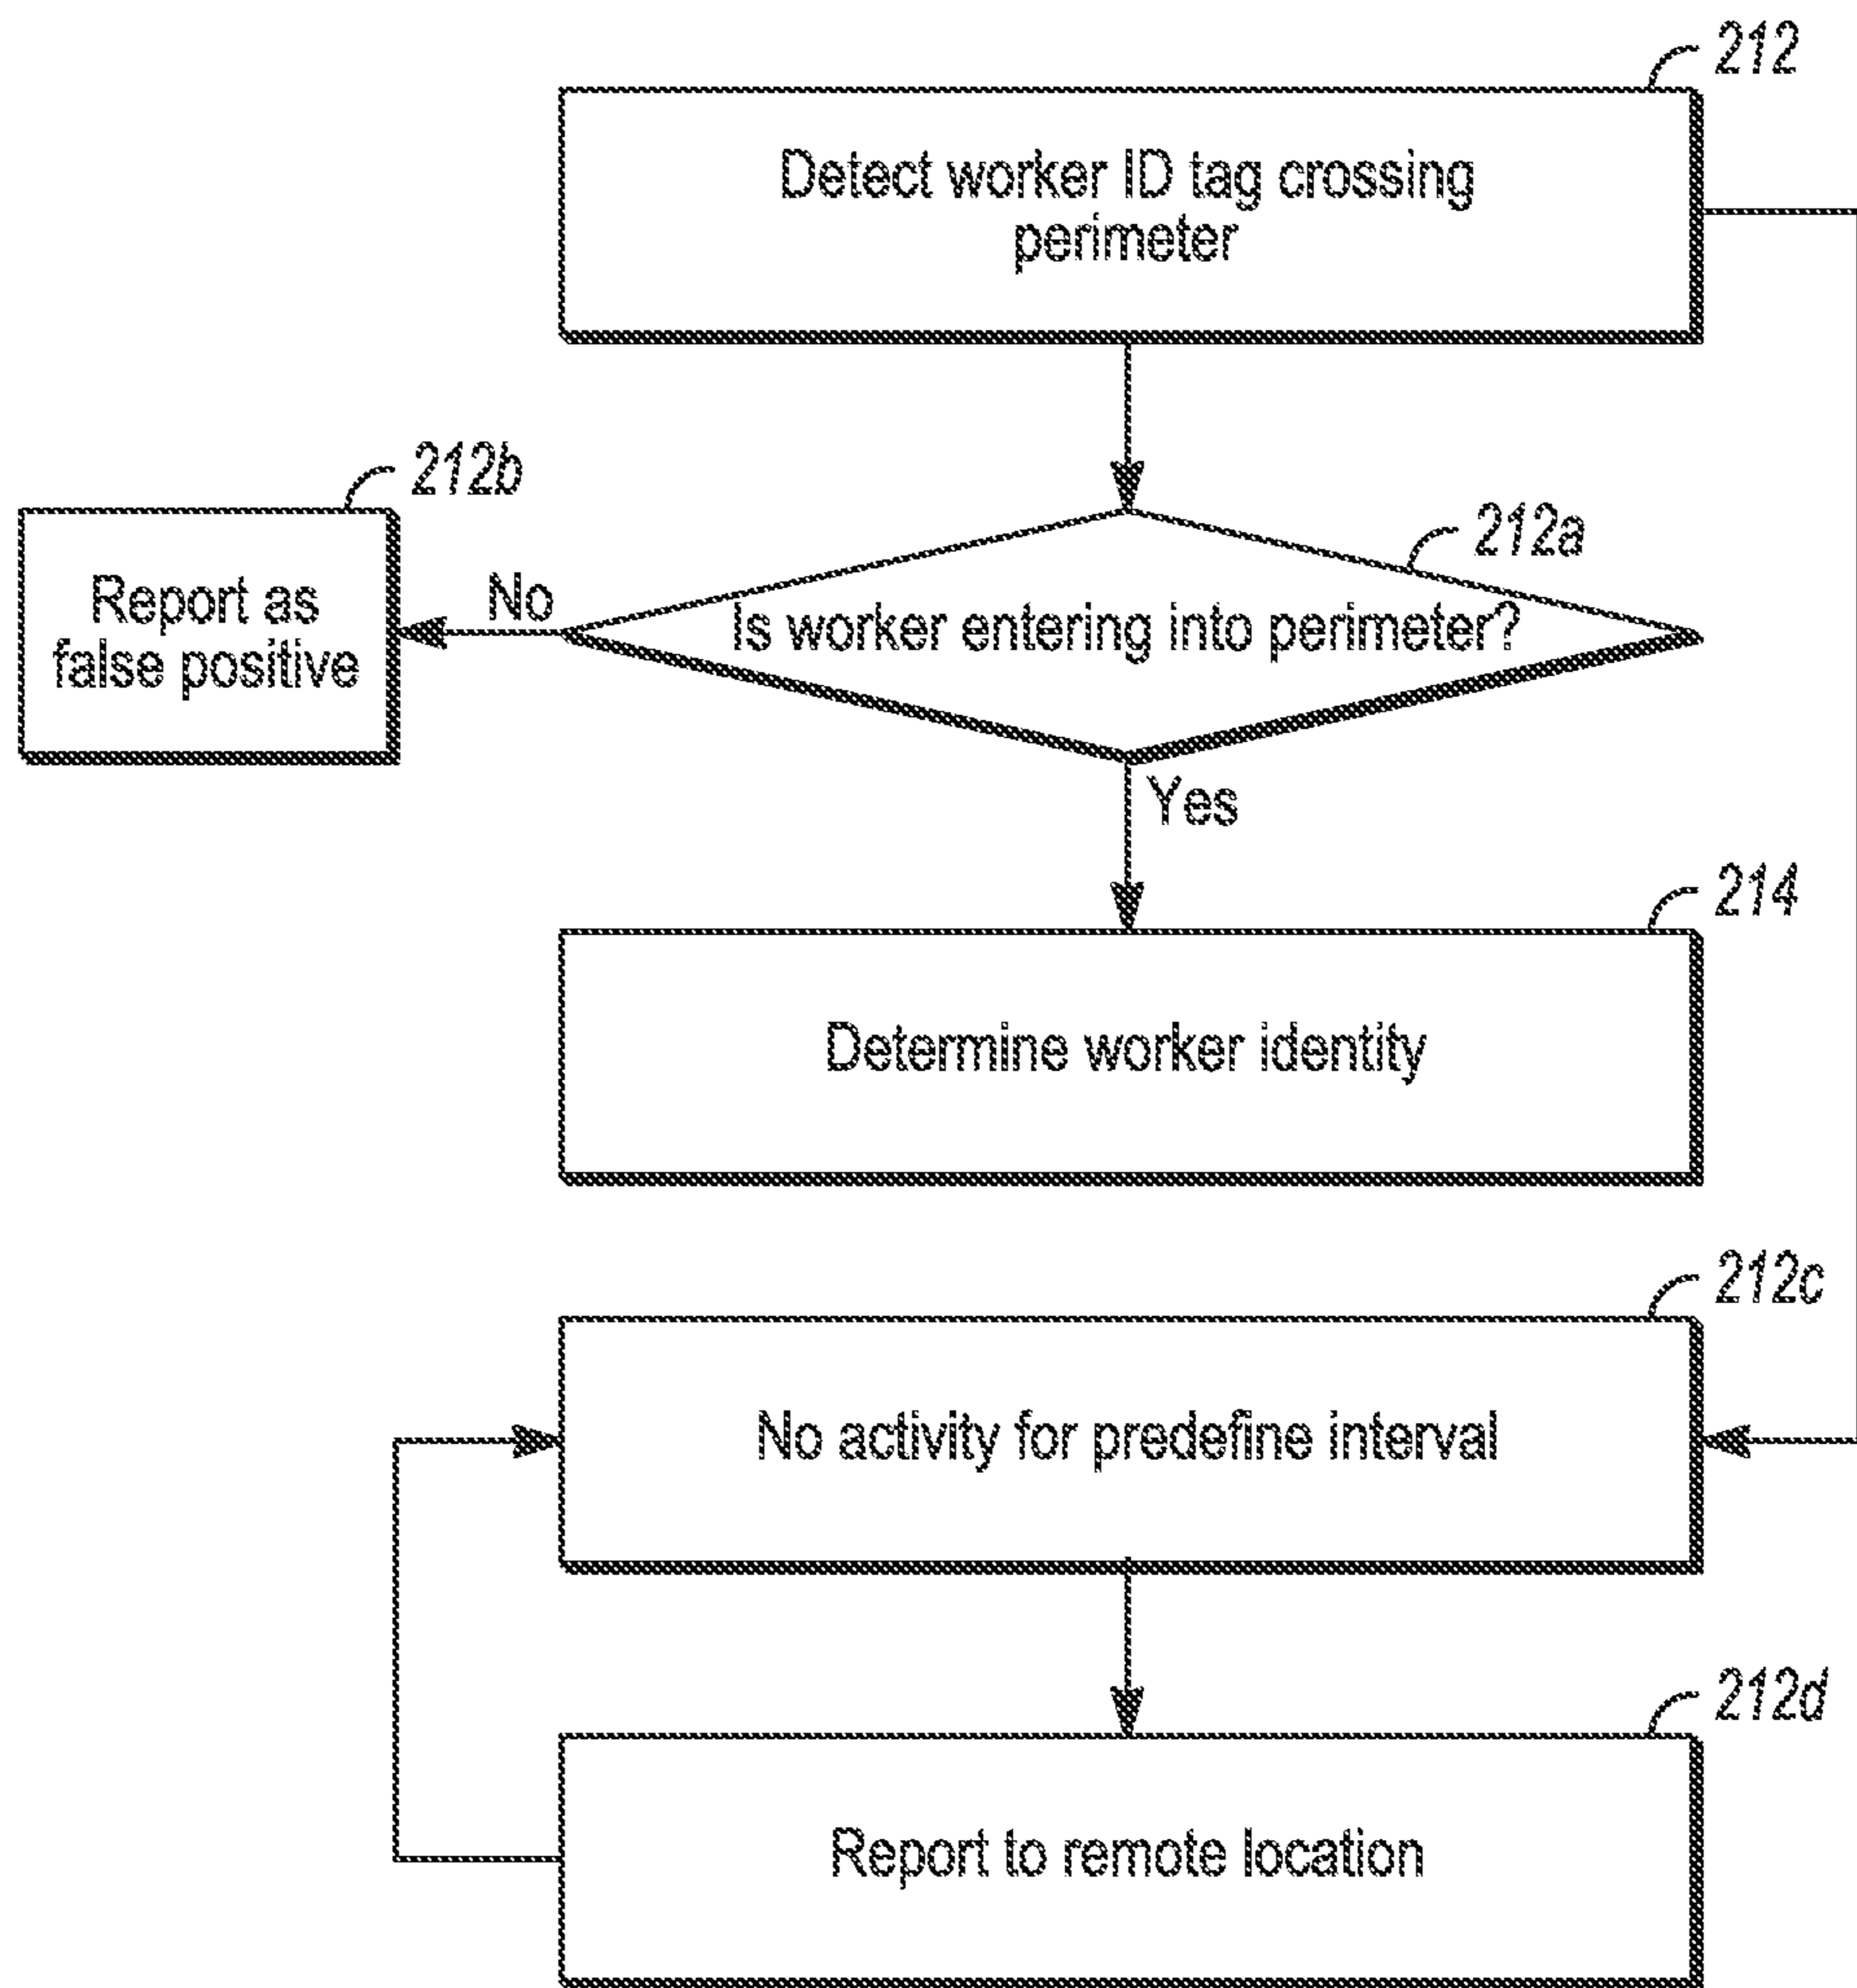 212
Detect worker ID tag crossing
perimeter
212b
212a
Report as
false positive
No
Is worker entering into perimeter?
Yes
214
Determine worker identity
212c
No activity for predefine interval
212d
Report to remote location